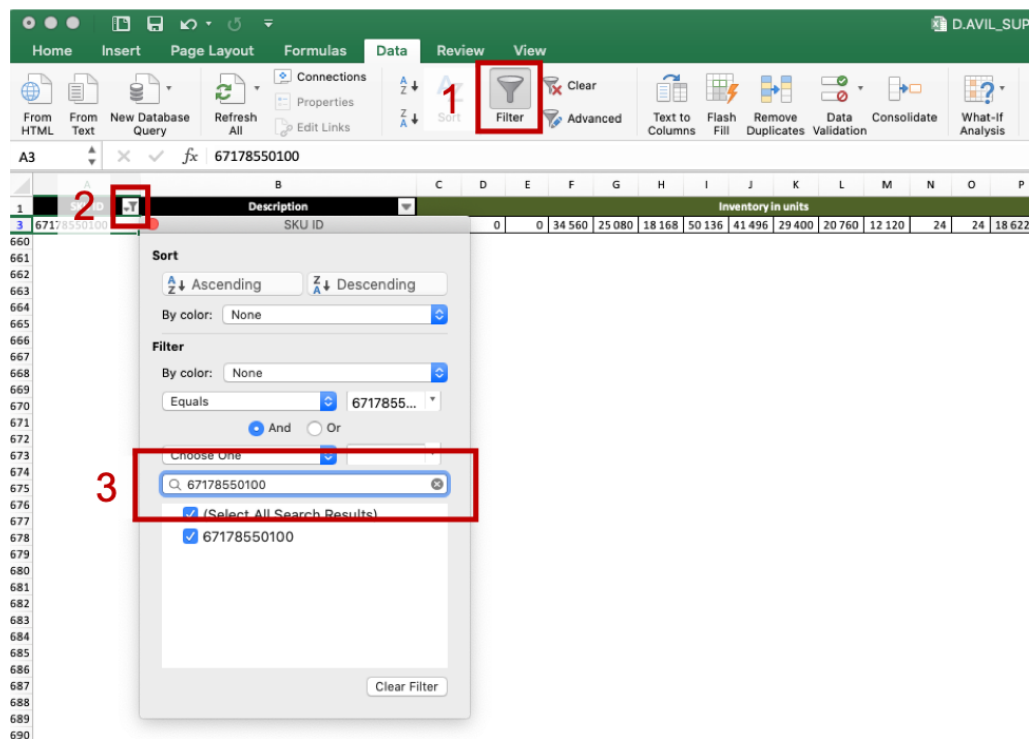 D.AVIL_SUP
Home Insert Page Layout Formulas Data Review View
From HTML
From Text
New Database Query
Refresh All
Connections
Properties
Edit Links
A Z
Z A
1
Sort
Filter
Clear
Advanced
Text to Columns
Flash Fill
Remove Duplicates
Data Validation
Consolidate
What-If Analysis
A3 fx 67178550100
A B C D E F G H I J K L M N O P
1 SKU ID Description Inventory in units
2
3 67178550100 0 0 34 560 25 080 18 168 50 136 41 496 29 400 20 760 12 120 24 24 18 622
660
661
662
663
664
665
666
667
668
669
670
671
672
673
674
675
676
677
678
679
680
681
682
683
684
685
686
687
688
689
690
SKU ID
Sort
A Z Ascending Z A Descending
By color: None
Filter
By color: None
Equals 6717855...
And Or
Choose One
3
67178550100
(Select All Search Results)
67178550100
Clear Filter